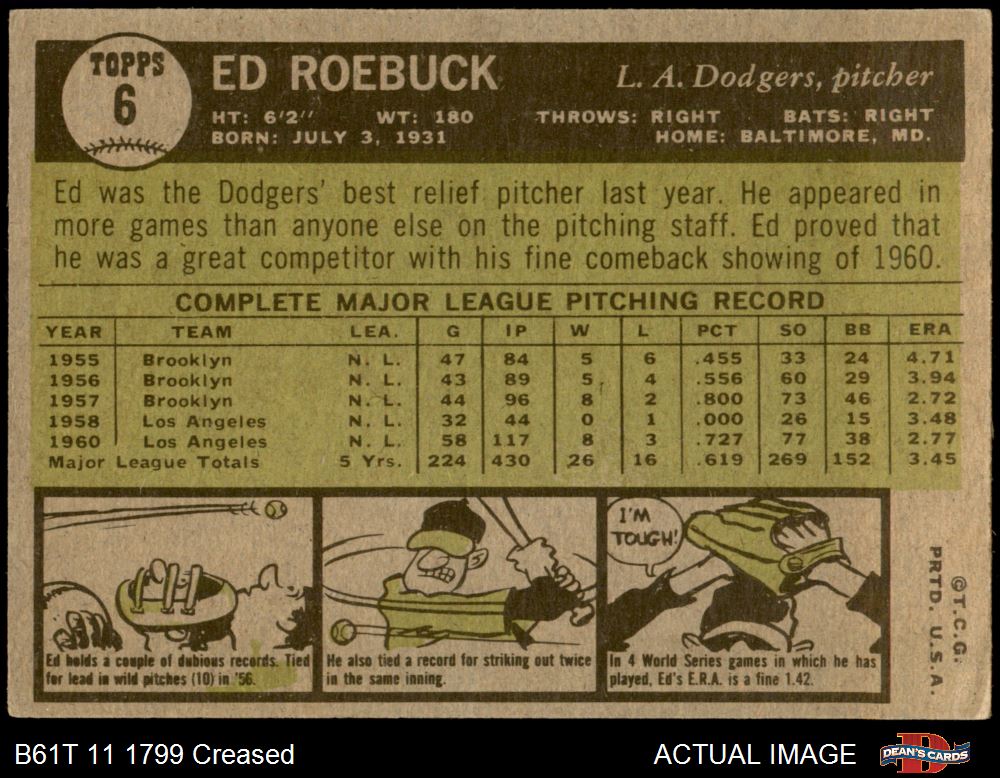 TOPPS
6
ED ROEBUCK
L. A. Dodgers, pitcher
HT: 6'2" WT: 180 THROWS: RIGHT BATS: RIGHT
BORN: JULY 3, 1931 HOME: BALTIMORE, MD.
Ed was the Dodgers' best relief pitcher last year. He appeared in
more games than anyone else on the pitching staff. Ed proved that
he was a great competitor with his fine comeback showing of 1960.
COMPLETE MAJOR LEAGUE PITCHING RECORD
YEAR TEAM LEA. G IP W L PCT SO BB ERA
1955 Brooklyn N. L. 47 84 5 6 .455 33 24 4.71
1956 Brooklyn N. L. 43 89 5 4 .556 60 29 3.94
1957 Brooklyn N. L. 44 96 8 2 .800 73 46 2.72
1958 Los Angeles N. L. 32 44 0 1 .000 26 15 3.48
1960 Los Angeles N. L. 58 117 8 3 .727 77 38 2.77
Major League Totals 5 Yrs. 224 430 26 16 .619 269 152 3.45
I'M
TOUGH!
Ed holds a couple of dubious records. Tied
for lead in wild pitches (10) in '56.
He also tied a record for striking out twice
in the same inning.
In 4 World Series games in which he has
played, Ed's E.R.A. is a fine 1.42.
©T.C.G.
PRTD. U.S.A.
B61T 11 1799 Creased
ACTUAL IMAGE
DEAN'S CARDS